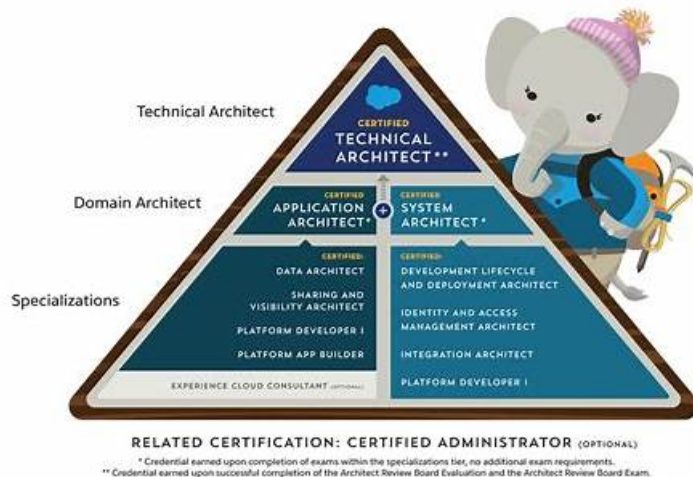 Technical Architect
CERTIFIED
TECHNICAL
ARCHITECT**
Domain Architect
CERTIFIED
APPLICATION
ARCHITECT*
+
CERTIFIED
SYSTEM
ARCHITECT*
Specializations
CERTIFIED:
DATA ARCHITECT
SHARING AND
VISIBILITY ARCHITECT
PLATFORM DEVELOPER I
PLATFORM APP BUILDER
EXPERIENCE CLOUD CONSULTANT (OPTIONAL)
CERTIFIED:
DEVELOPMENT LIFECYCLE
AND DEPLOYMENT ARCHITECT
IDENTITY AND ACCESS
MANAGEMENT ARCHITECT
INTEGRATION ARCHITECT
PLATFORM DEVELOPER I
RELATED CERTIFICATION: CERTIFIED ADMINISTRATOR (OPTIONAL)
* Credential earned upon completion of exams within the specializations tier, no additional exam requirements.
** Credential earned upon successful completion of the Architect Review Board Evaluation and the Architect Review Board Exam.